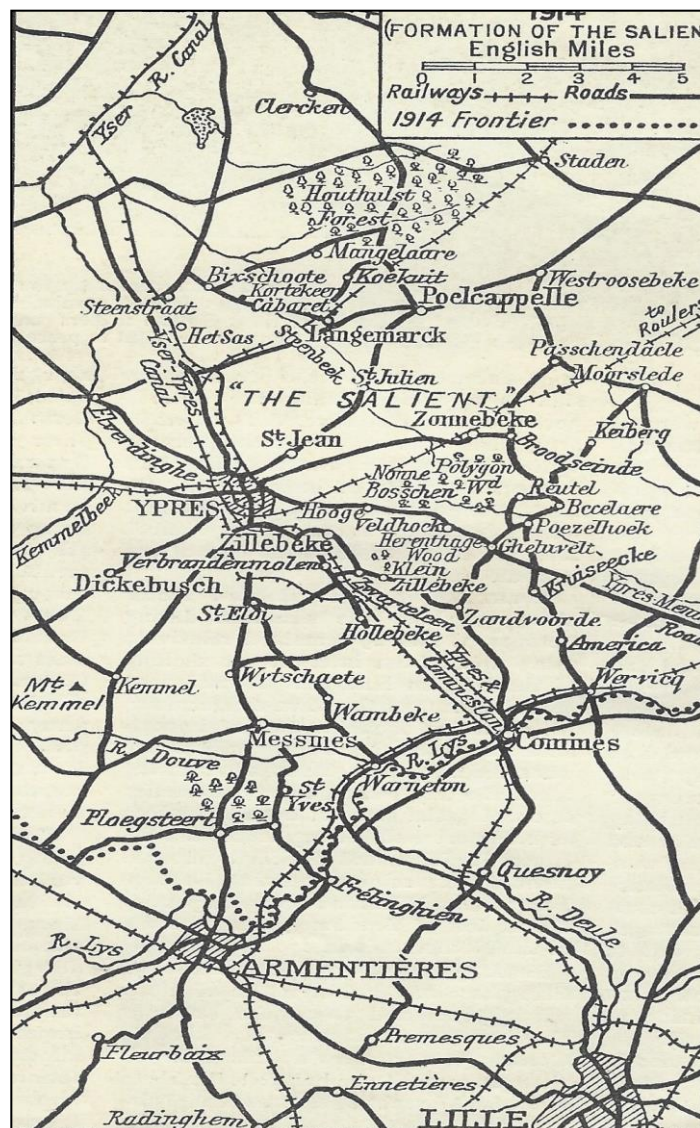 1914
(FORMATION OF THE SALIEN
English Miles
0 1 2 3 4 5
Railways Roads
1914 Frontier
Yser R. Canal
Clercken
Staden
Houthulst
Forest
Mangelaare
Bixschoote
Koekuit
Kortekeer
Cabaret
Westroosebeke
Steenstraat
Poelcappelle
to
Roulers
Het Sas
Langemarck
Steenbeek
Yser-Ypres
Canal
Passchendaele
St Julien
Moorslede
"THE SALIENT"
Elverdinghe
Zonnebeke
Keiberg
St Jean
Broodseinde
Polygon
Wd
Nonne
Bosschen
Reutel
YPRES
Hooge
Becelaere
Kemmelbeek
Veldhoek
Poezelhoek
Zillebeke
Herenthage
Wood
Gheluvelt
Verbrandenmolen
Klein
Zillebeke
Kruiseecke
Dickebusch
Zwarteleen
Ypres-Men
Road
St Eloi
Zandvoorde
Hollebeke
America
Ypres &
Comines Can.
Wytschaete
Wervicq
Mt
Kemmel
Kemmel
Wambeke
Messines
Comines
R. Lys
R. Douve
Warneton
St
Yves
Ploegsteert
Quesnoy
Frélinghien
R. Deule
R. Lys
ARMENTIÈRES
Fleurbaix
Premesques
Ennetières
Radinghem
LILLE